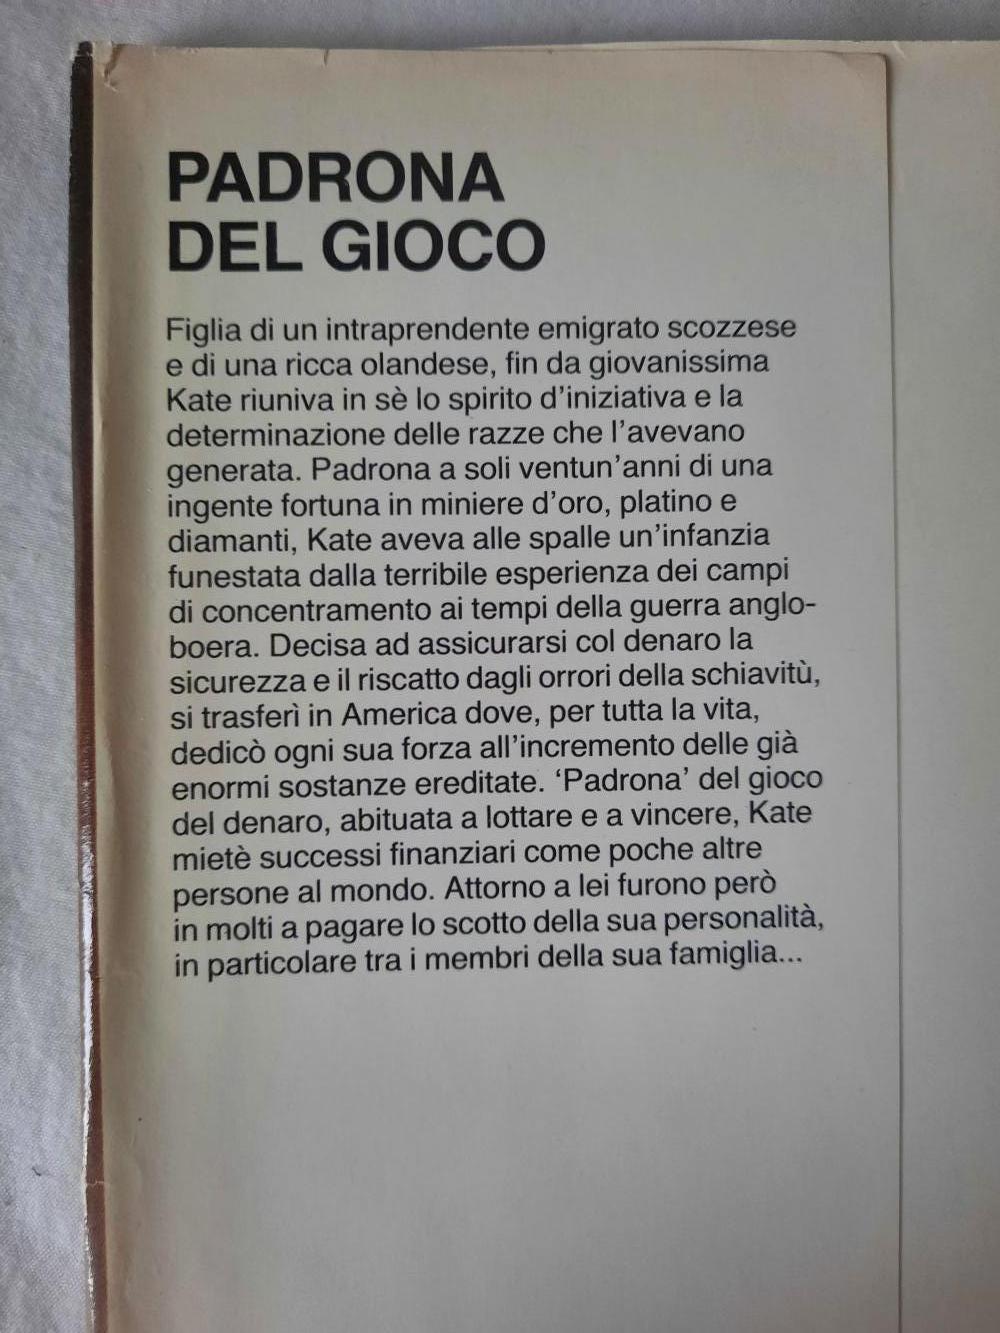 PADRONA
DEL GIOCO
Figlia di un intraprendente emigrato scozzese
e di una ricca olandese, fin da giovanissima
Kate riuniva in sè lo spirito d'iniziativa e la
determinazione delle razze che l'avevano
generata. Padrona a soli ventun'anni di una
ingente fortuna in miniere d'oro, platino e
diamanti, Kate aveva alle spalle un'infanzia
funestata dalla terribile esperienza dei campi
di concentramento ai tempi della guerra anglo-
boera. Decisa ad assicurarsi col denaro la
sicurezza e il riscatto dagli orrori della schiavitù,
si trasferì in America dove, per tutta la vita,
dedicò ogni sua forza all'incremento delle già
enormi sostanze ereditate. ‘Padrona’ del gioco
del denaro, abituata a lottare e a vincere, Kate
mietè successi finanziari come poche altre
persone al mondo. Attorno a lei furono però
in molti a pagare lo scotto della sua personalità,
in particolare tra i membri della sua famiglia...